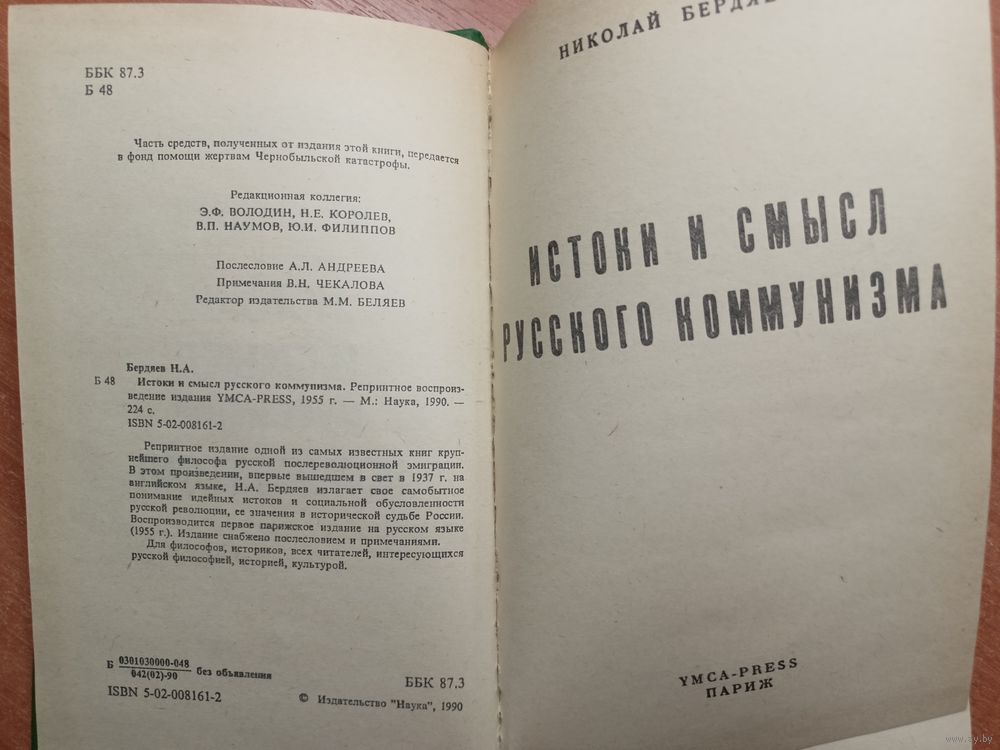 ББК 87.3
Б 48
Часть средств, полученных от издания этой книги, передается
в фонд помощи жертвам Чернобыльской катастрофы.
Редакционная коллегия:
Э.Ф. ВОЛОДИН, Н.Е. КОРОЛЕВ,
В.П. НАУМОВ, Ю.И. ФИЛИППОВ
Послесловие А.Л. АНДРЕЕВА
Примечания В.Н. ЧЕКАЛОВА
Редактор издательства М.М. БЕЛЯЕВ
Бердяев Н.А.
Б 48 Истоки и смысл русского коммунизма. Репринтное воспроиз-
ведение издания YMCA-PRESS, 1955 г. — М.: Наука, 1990. —
224 с.
ISBN 5-02-008161-2
Репринтное издание одной из самых известных книг круп-
нейшего философа русской послереволюционной эмиграции.
В этом произведении, впервые вышедшем в свет в 1937 г. на
английском языке, Н.А. Бердяев излагает свое самобытное
понимание идейных истоков и социальной обусловленности
русской революции, ее значения в исторической судьбе России.
Воспроизводится первое парижское издание на русском языке
(1955 г.). Издание снабжено послесловием и примечаниями.
Для философов, историков, всех читателей, интересующихся
русской философией, историей, культурой.
Б 0301030000-048
042(02)-90 без объявления
ББК 87.3
ISBN 5-02-008161-2
© Издательство "Наука", 1990
НИКОЛАЙ
ИСТОКИ И СМЫСЛ
РУССКОГО КОММУНИЗМА
YMCA-PRESS
ПАРИЖ
www.ay.by